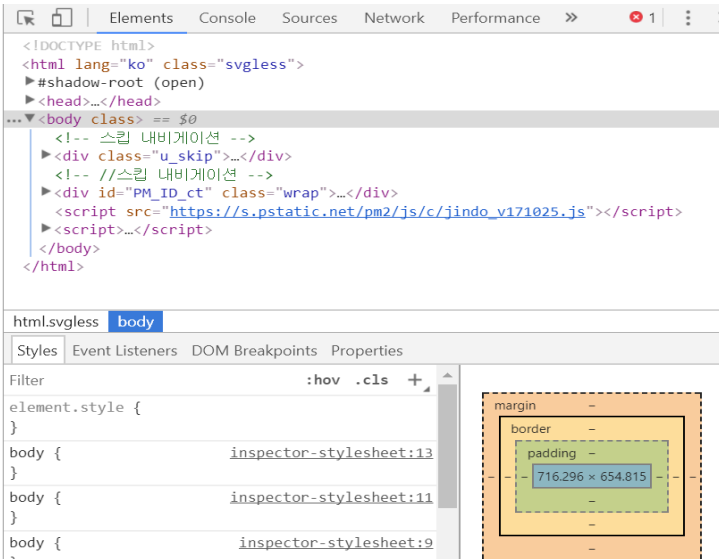 Elements Console Sources Network Performance » 1
<!DOCTYPE html>
<html lang="ko" class="svgless">
▶#shadow-root (open)
▶<head>…</head>
…▼<body class> == $0
<!-- 스킵 내비게이션 -->
▶<div class="u_skip">…</div>
<!-- //스킵 내비게이션 -->
▶<div id="PM_ID_ct" class="wrap">…</div>
<script src="https://s.pstatic.net/pm2/js/c/jindo_v171025.js"></script>
▶<script>…</script>
</body>
</html>
html.svgless body
Styles Event Listeners DOM Breakpoints Properties
Filter :hov .cls +
element.style {
}
body { inspector-stylesheet:13
}
body { inspector-stylesheet:11
}
body { inspector-stylesheet:9
margin –
border –
padding –
– – – 716.296 × 654.815 – – –
–
–
–